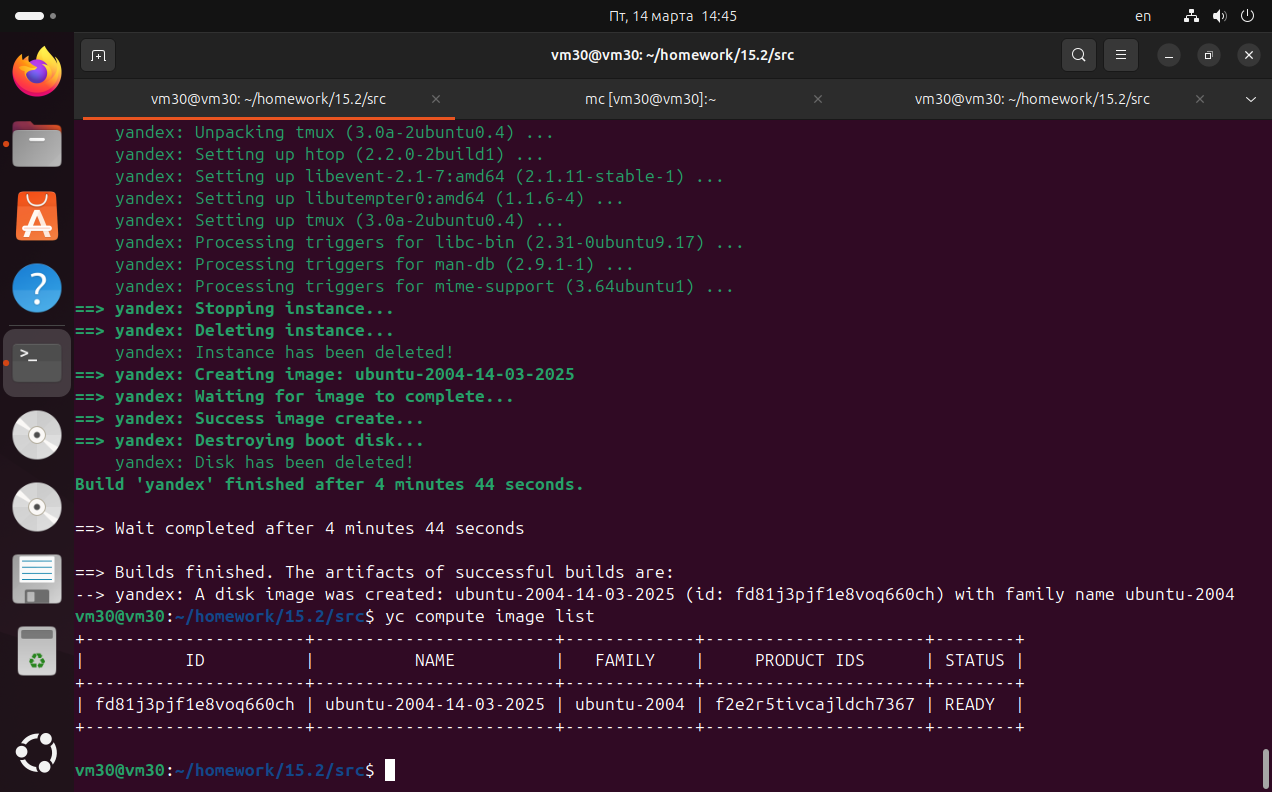 Пт, 14 марта 14:45
en
vm30@vm30: ~/homework/15.2/src
vm30@vm30: ~/homework/15.2/src
mc [vm30@vm30]:~
vm30@vm30: ~/homework/15.2/src
yandex: Unpacking tmux (3.0a-2ubuntu0.4) ...
yandex: Setting up htop (2.2.0-2build1) ...
yandex: Setting up libevent-2.1-7:amd64 (2.1.11-stable-1) ...
yandex: Setting up libutempter0:amd64 (1.1.6-4) ...
yandex: Setting up tmux (3.0a-2ubuntu0.4) ...
yandex: Processing triggers for libc-bin (2.31-0ubuntu9.17) ...
yandex: Processing triggers for man-db (2.9.1-1) ...
yandex: Processing triggers for mime-support (3.64ubuntu1) ...
==> yandex: Stopping instance...
==> yandex: Deleting instance...
yandex: Instance has been deleted!
==> yandex: Creating image: ubuntu-2004-14-03-2025
==> yandex: Waiting for image to complete...
==> yandex: Success image create...
==> yandex: Destroying boot disk...
yandex: Disk has been deleted!
Build 'yandex' finished after 4 minutes 44 seconds.
==> Wait completed after 4 minutes 44 seconds
==> Builds finished. The artifacts of successful builds are:
--> yandex: A disk image was created: ubuntu-2004-14-03-2025 (id: fd81j3pjf1e8voq660ch) with family name ubuntu-2004
vm30@vm30:~/homework/15.2/src$ yc compute image list
+----------------------+------------------------+-------------+----------------------+--------+
| ID | NAME | FAMILY | PRODUCT IDS | STATUS |
+----------------------+------------------------+-------------+----------------------+--------+
| fd81j3pjf1e8voq660ch | ubuntu-2004-14-03-2025 | ubuntu-2004 | f2e2r5tivcajldch7367 | READY |
+----------------------+------------------------+-------------+----------------------+--------+
vm30@vm30:~/homework/15.2/src$